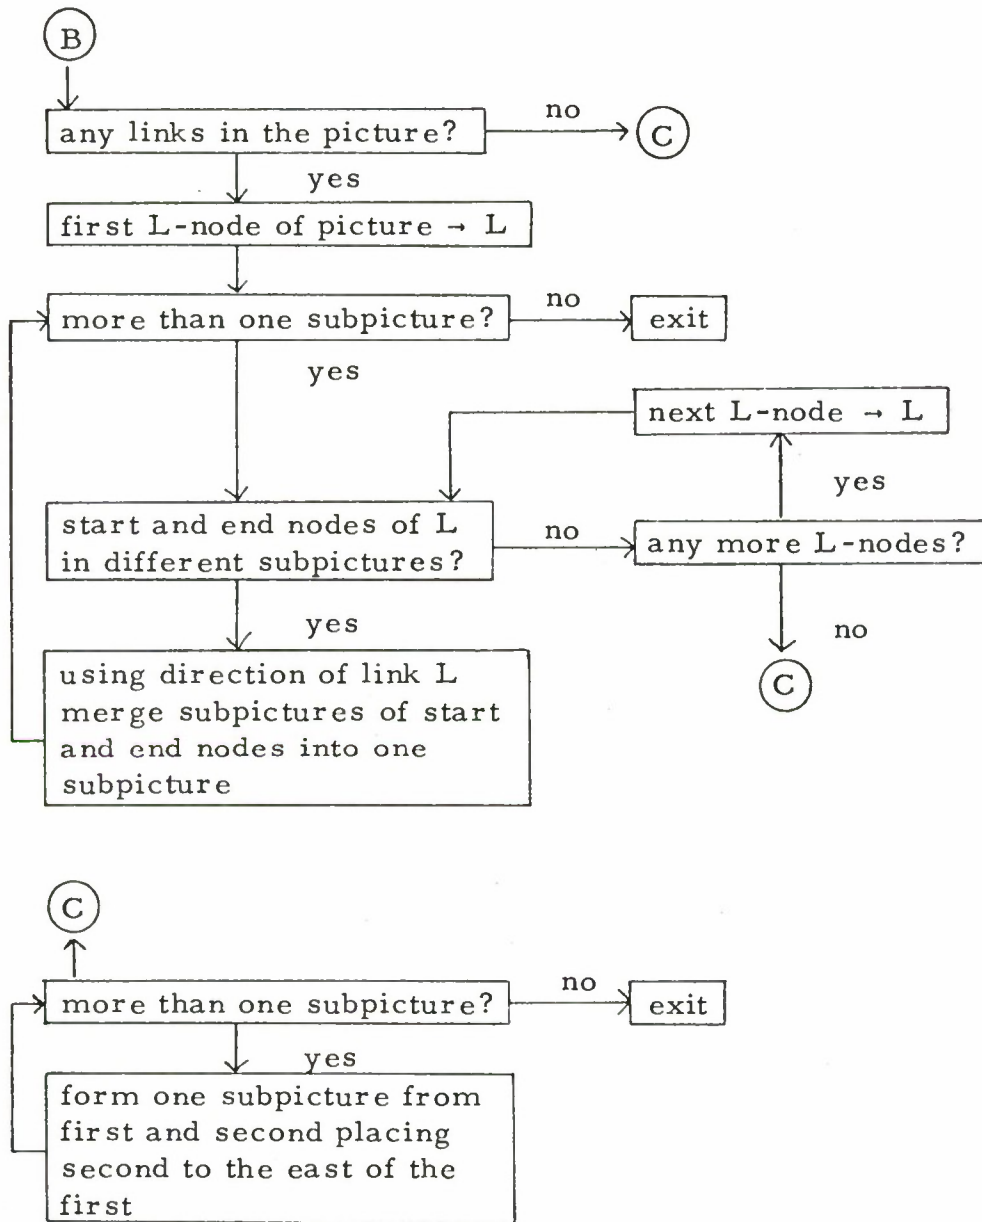 B
any links in the picture?
no
C
yes
first L-node of picture → L
more than one subpicture?
no
exit
yes
next L-node → L
yes
start and end nodes of L
in different subpictures?
no
any more L-nodes?
yes
no
C
using direction of link L
merge subpictures of start
and end nodes into one
subpicture
C
more than one subpicture?
no
exit
yes
form one subpicture from
first and second placing
second to the east of the
first